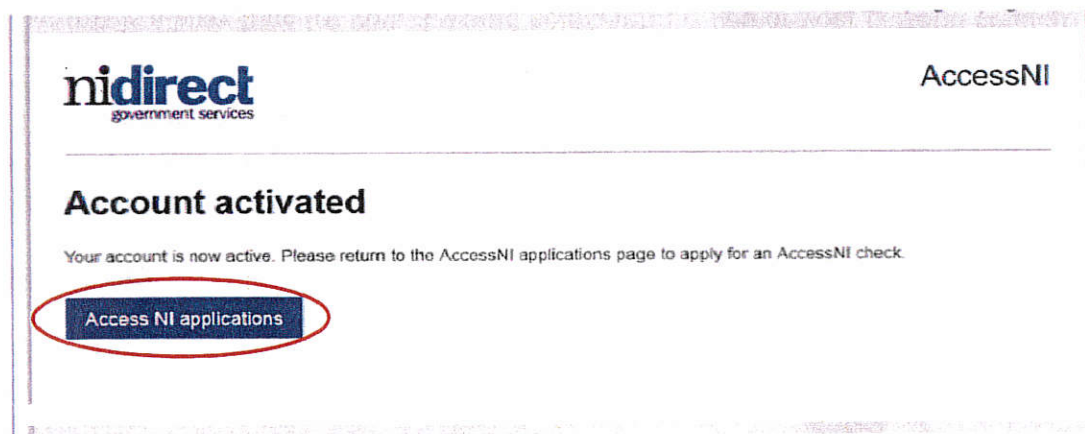 nidirect
government services
AccessNI
Account activated
Your account is now active. Please return to the AccessNI applications page to apply for an AccessNI check.
Access NI applications